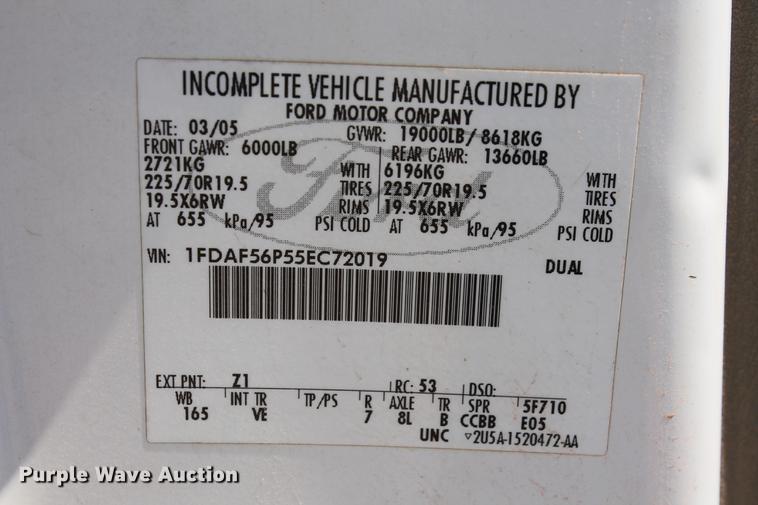 INCOMPLETE VEHICLE MANUFACTURED BY
FORD MOTOR COMPANY
DATE: 03/05 GVWR: 19000LB/ 8618KG
FRONT GAWR: 6000LB REAR GAWR: 13660LB
2721KG WITH 6196KG WITH
225/70R19.5 TIRES 225/70R19.5 TIRES
19.5X6RW RIMS 19.5X6RW RIMS
AT 655 kPa/95 PSI COLD AT 655 kPa/95 PSI COLD
Ford
VIN: 1FDAF56P55EC72019 DUAL
EXT PNT: Z1 RC: 53 DSO:
WB INT TR TP/PS R AXLE TR SPR 5F710
165 VE 7 8L B CCBB E05
UNC ▽2U5A-1520472-AA
Purple Wave Auction